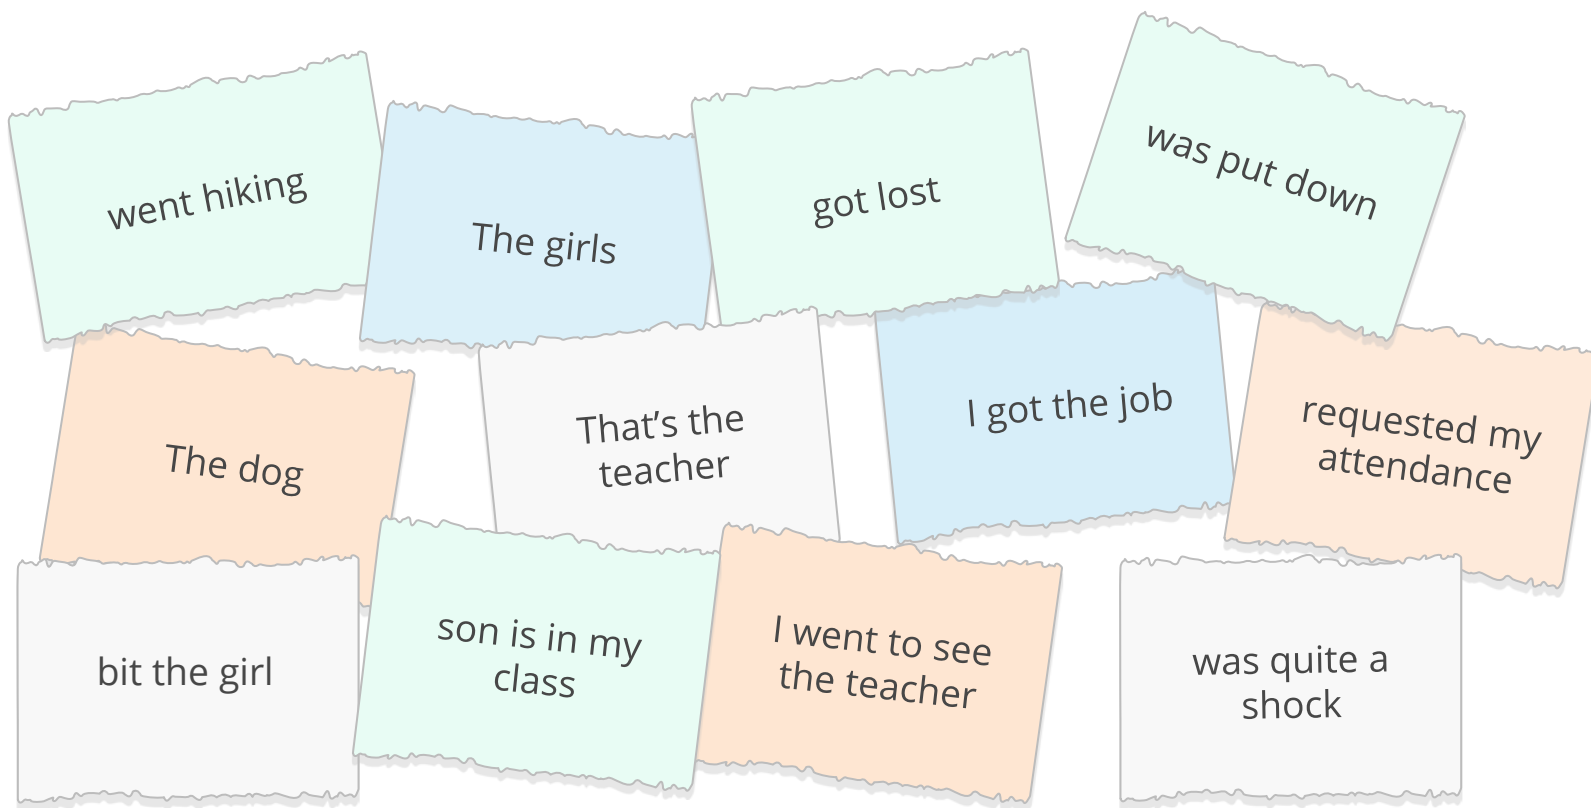 went hiking
The girls
got lost
was put down
The dog
That’s the
teacher
I got the job
requested my
attendance
bit the girl
son is in my
class
I went to see
the teacher
was quite a
shock